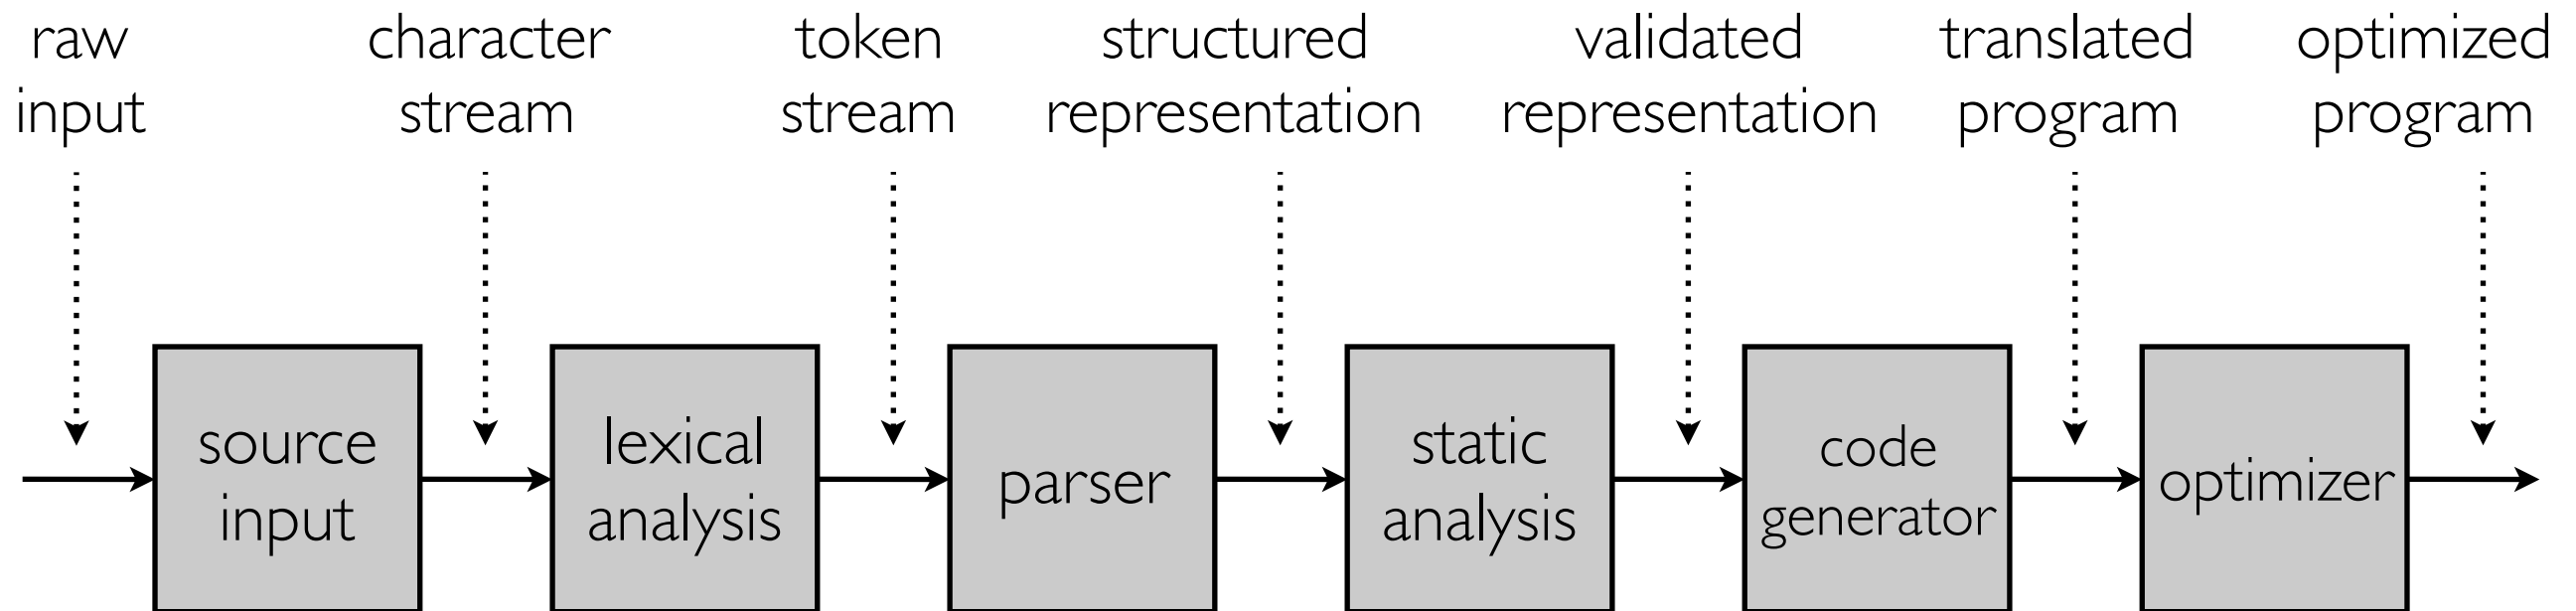 raw
input
character
stream
token
stream
structured
representation
validated
representation
translated
program
optimized
program
source
input
lexical
analysis
parser
static
analysis
code
generator
optimizer